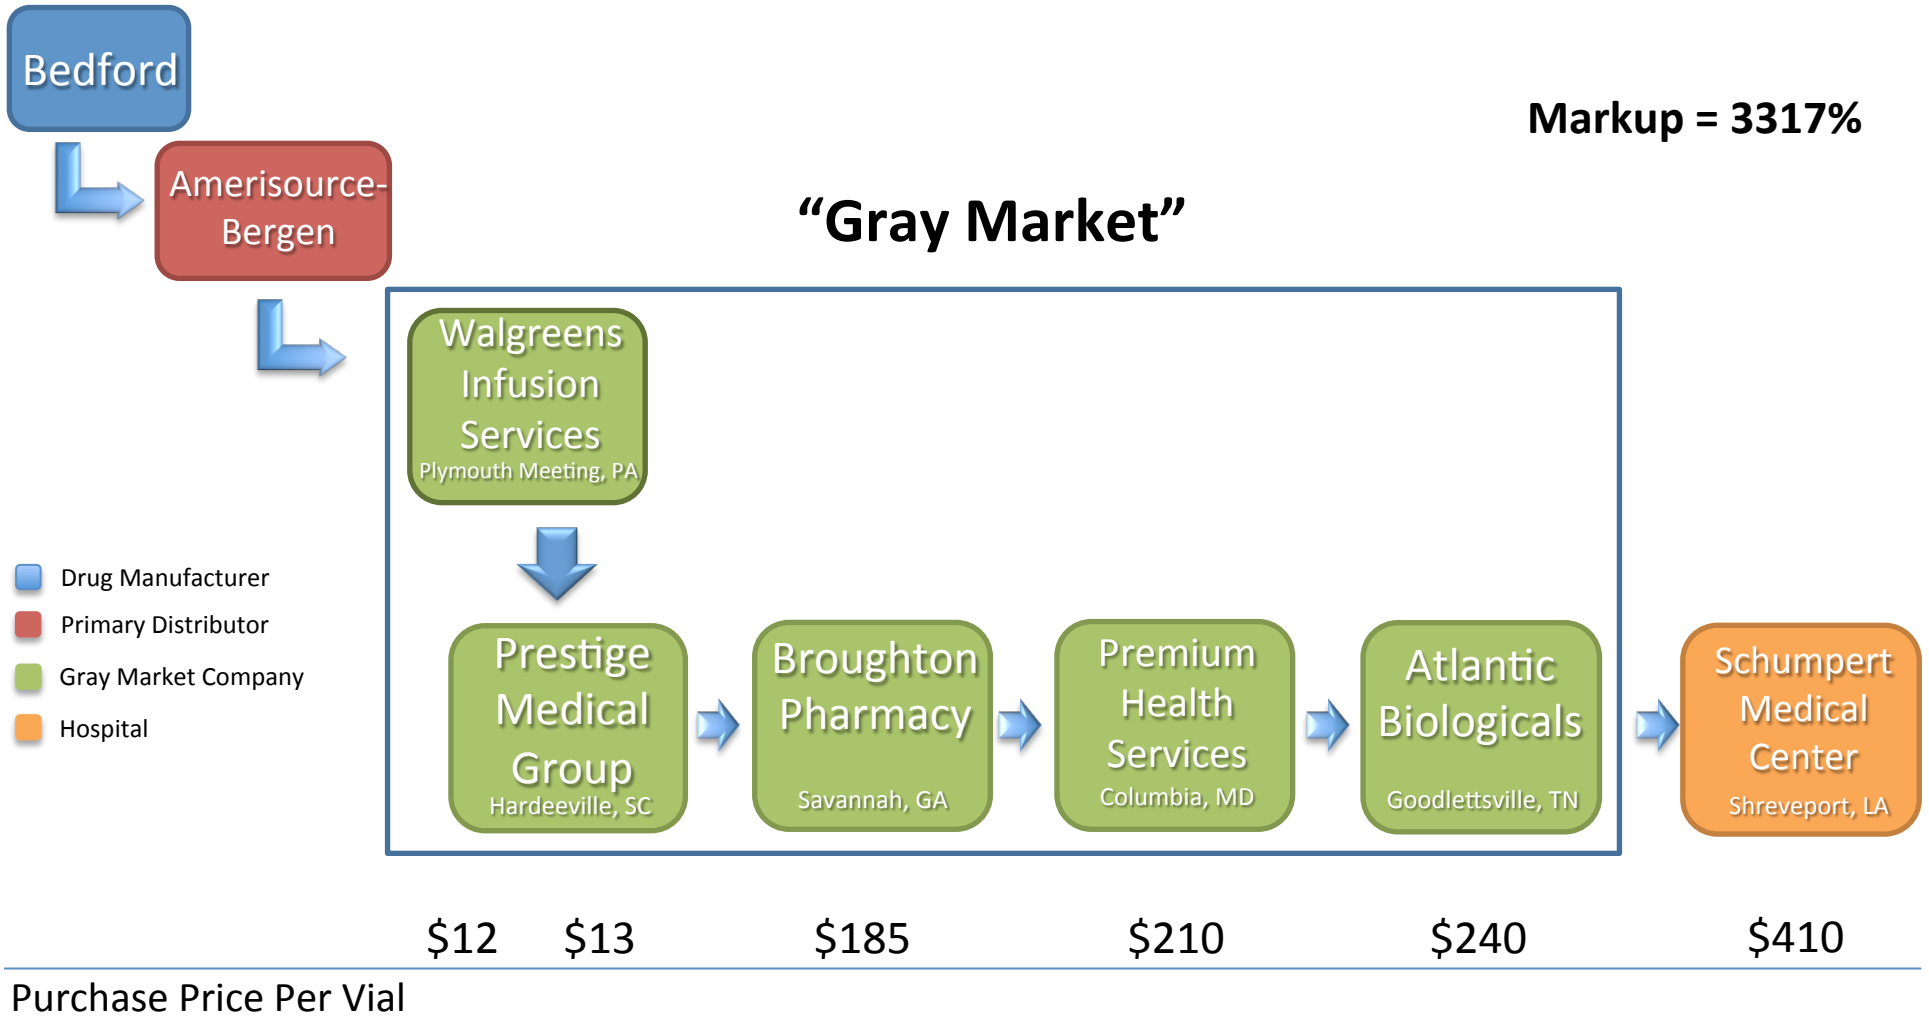 Bedford
Markup = 3317%
Amerisource-
Bergen
“Gray Market”
Walgreens
Infusion
Services
Plymouth Meeting, PA
Drug Manufacturer
Primary Distributor
Gray Market Company
Hospital
Prestige
Medical
Group
Hardeeville, SC
Broughton
Pharmacy
Savannah, GA
Premium
Health
Services
Columbia, MD
Atlantic
Biologicals
Goodlettsville, TN
Schumpert
Medical
Center
Shreveport, LA
$12 $13 $185 $210 $240 $410
Purchase Price Per Vial